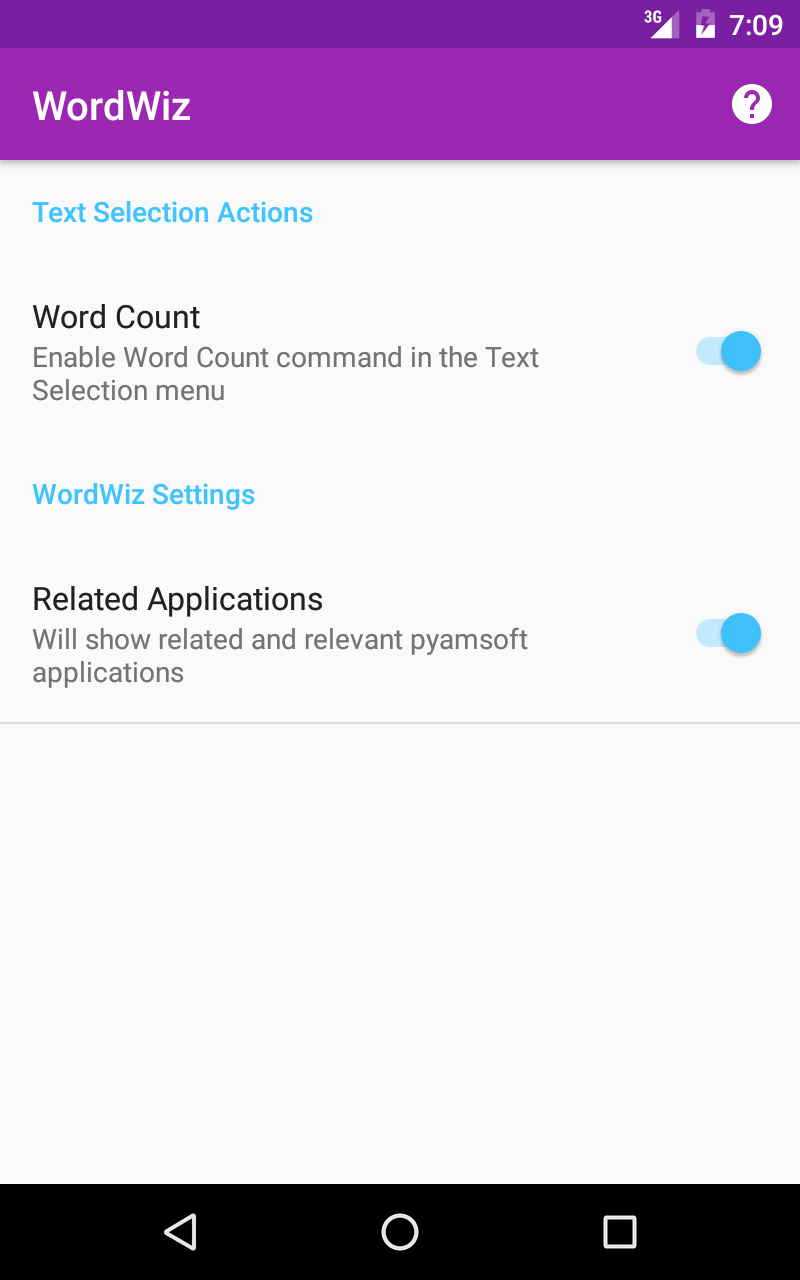 3G 7:09
WordWiz
Text Selection Actions
Word Count
Enable Word Count command in the Text
Selection menu
WordWiz Settings
Related Applications
Will show related and relevant pyamsoft
applications